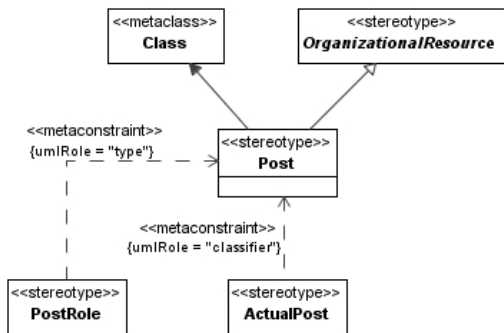 <<metaclass>>
Class
<<stereotype>>
OrganizationalResource
<<metaconstraint>>
{umlRole = "type"}
<<stereotype>>
Post
<<metaconstraint>>
{umlRole = "classifier"}
<<stereotype>>
PostRole
<<stereotype>>
ActualPost